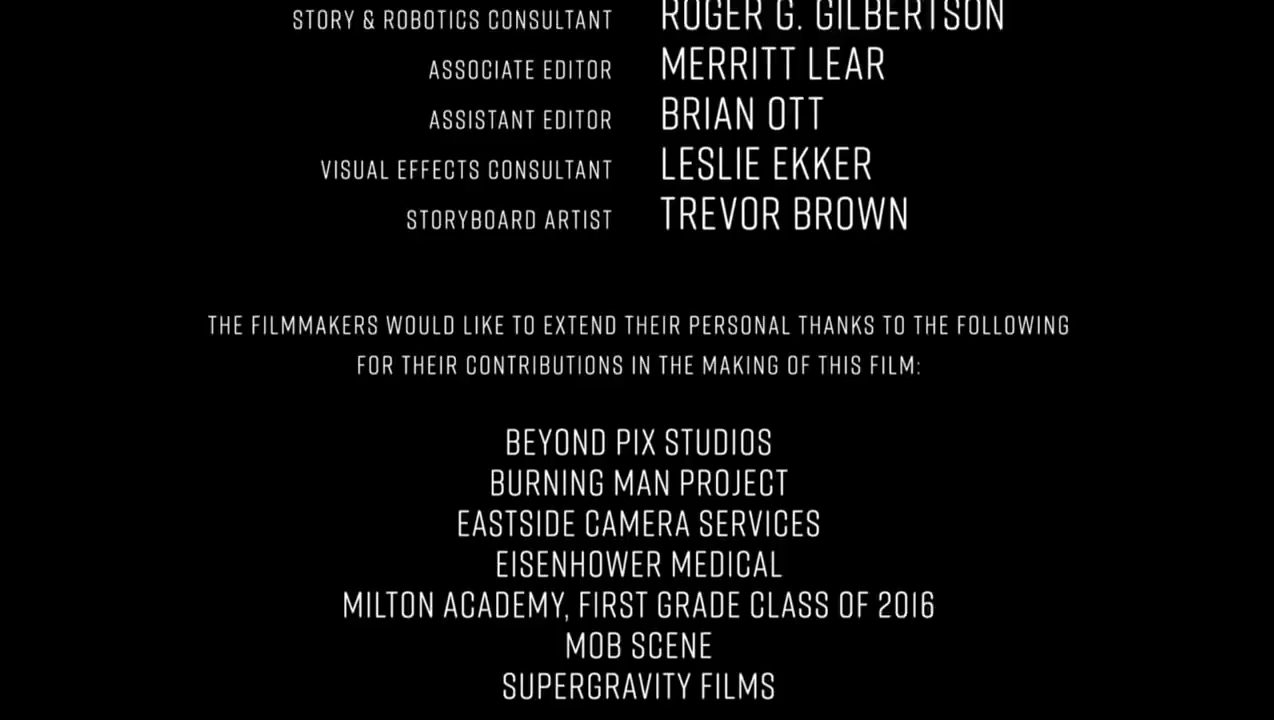 STORY & ROBOTICS CONSULTANT ROGER G. GILBERTSON
ASSOCIATE EDITOR MERRITT LEAR
ASSISTANT EDITOR BRIAN OTT
VISUAL EFFECTS CONSULTANT LESLIE EKKER
STORYBOARD ARTIST TREVOR BROWN
THE FILMMAKERS WOULD LIKE TO EXTEND THEIR PERSONAL THANKS TO THE FOLLOWING
FOR THEIR CONTRIBUTIONS IN THE MAKING OF THIS FILM:
BEYOND PIX STUDIOS
BURNING MAN PROJECT
EASTSIDE CAMERA SERVICES
EISENHOWER MEDICAL
MILTON ACADEMY, FIRST GRADE CLASS OF 2016
MOB SCENE
SUPERGRAVITY FILMS